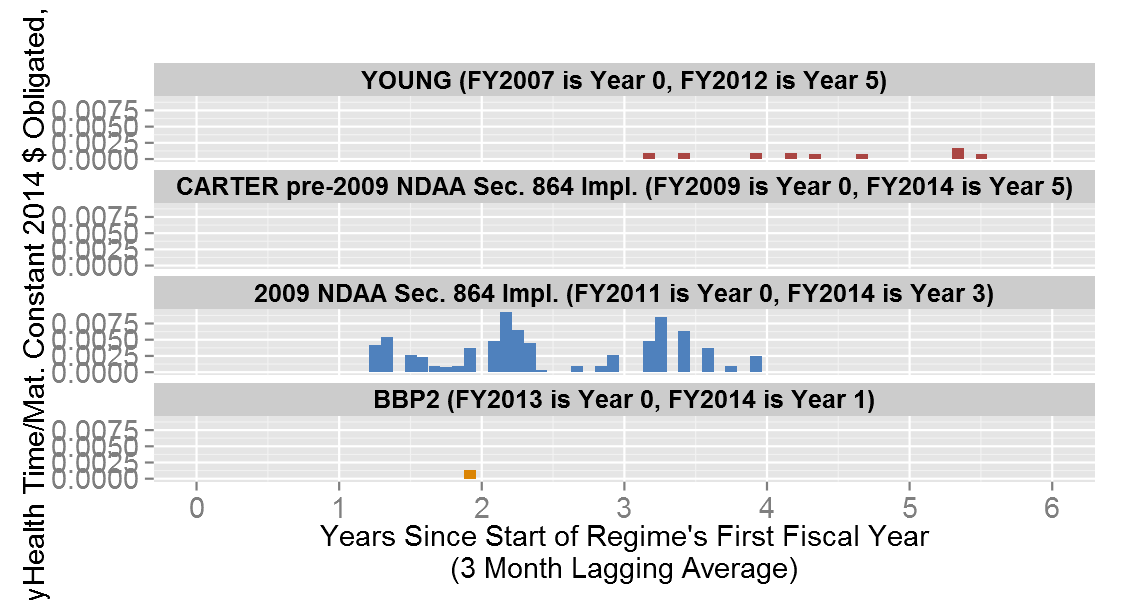 yHealth Time/Mat. Constant 2014 $ Obligated,
YOUNG (FY2007 is Year 0, FY2012 is Year 5)
0.0075
0.0050
0.0025
0.0000
CARTER pre-2009 NDAA Sec. 864 Impl. (FY2009 is Year 0, FY2014 is Year 5)
0.0075
0.0050
0.0025
0.0000
2009 NDAA Sec. 864 Impl. (FY2011 is Year 0, FY2014 is Year 3)
0.0075
0.0050
0.0025
0.0000
BBP2 (FY2013 is Year 0, FY2014 is Year 1)
0.0075
0.0050
0.0025
0.0000
0 1 2 3 4 5 6
Years Since Start of Regime's First Fiscal Year
(3 Month Lagging Average)